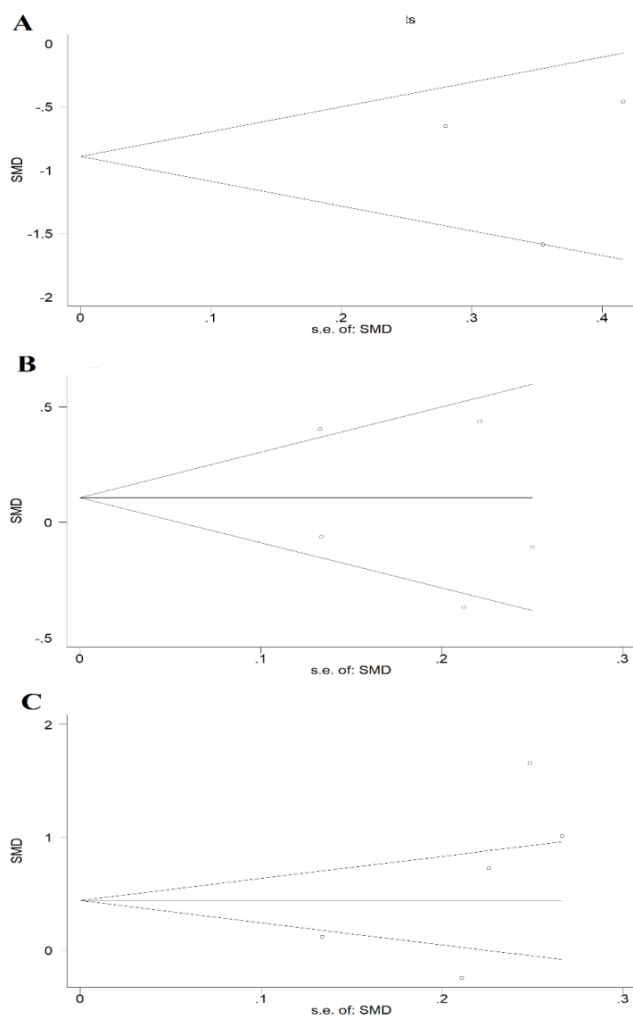 A
ts
0
-.5
-1
-1.5
-2
SMD
0 .1 .2 .3 .4
s.e. of: SMD
B
.5
0
-.5
SMD
0 .1 .2 .3
s.e. of: SMD
C
2
1
0
SMD
0 .1 .2 .3
s.e. of: SMD